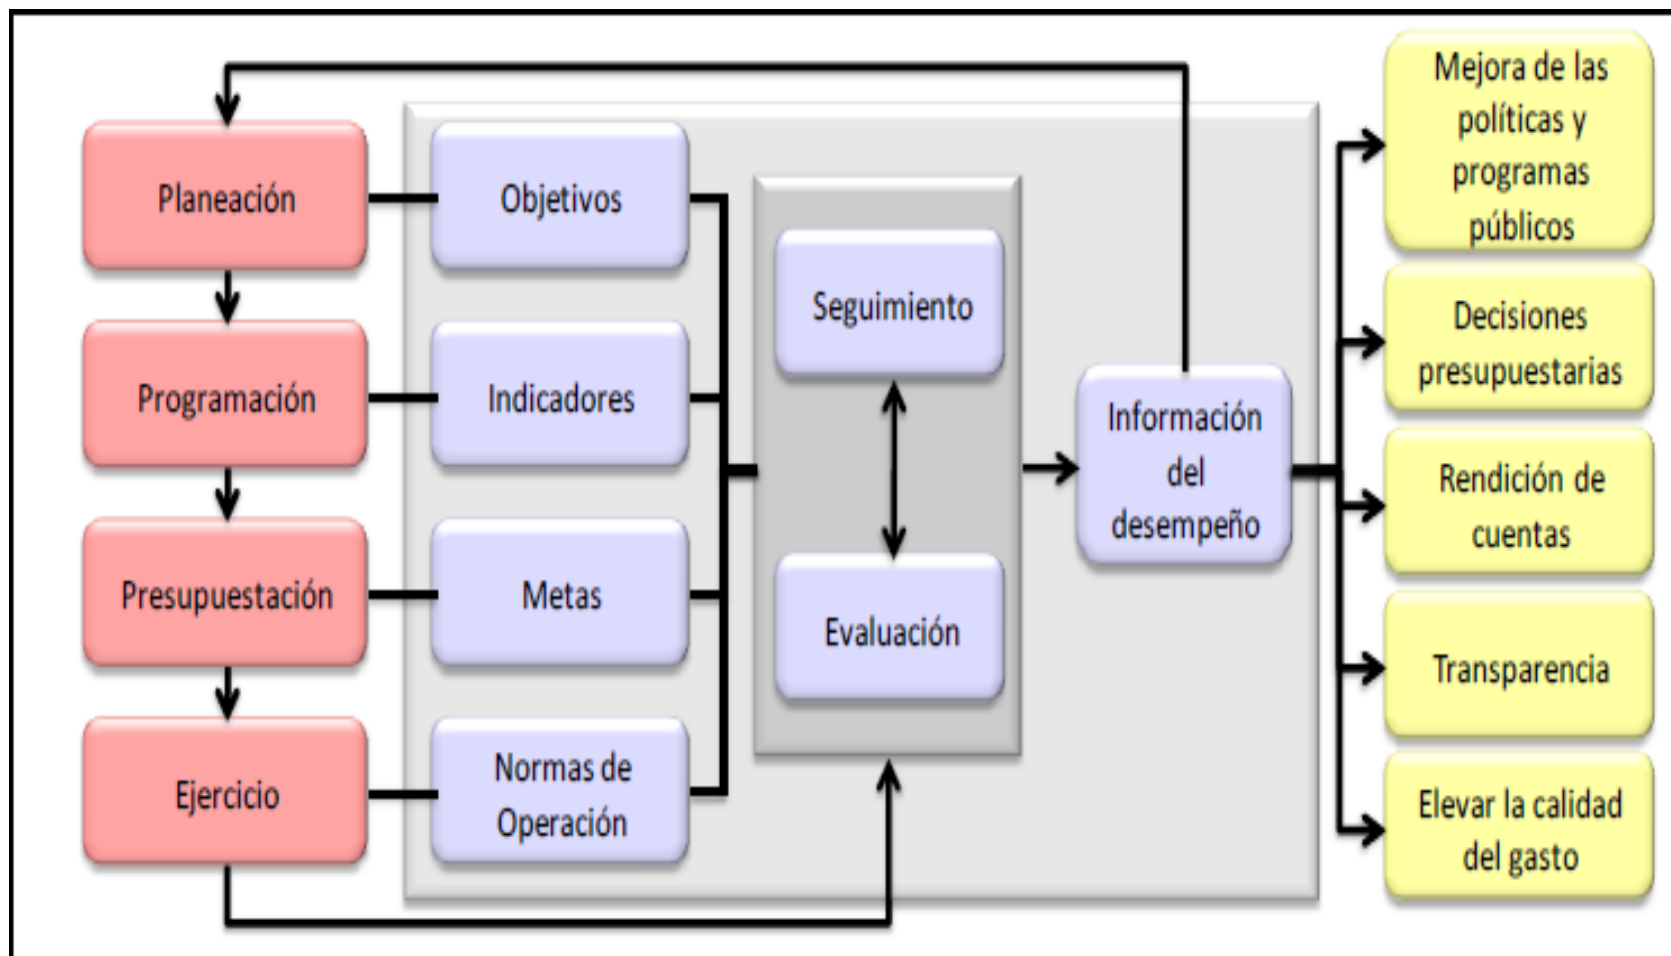 Planeación
Programación
Presupuestación
Ejercicio
Objetivos
Indicadores
Metas
Normas de
Operación
Seguimiento
Evaluación
Información
del
desempeño
Mejora de las
políticas y
programas
públicos
Decisiones
presupuestarias
Rendición de
cuentas
Transparencia
Elevar la calidad
del gasto